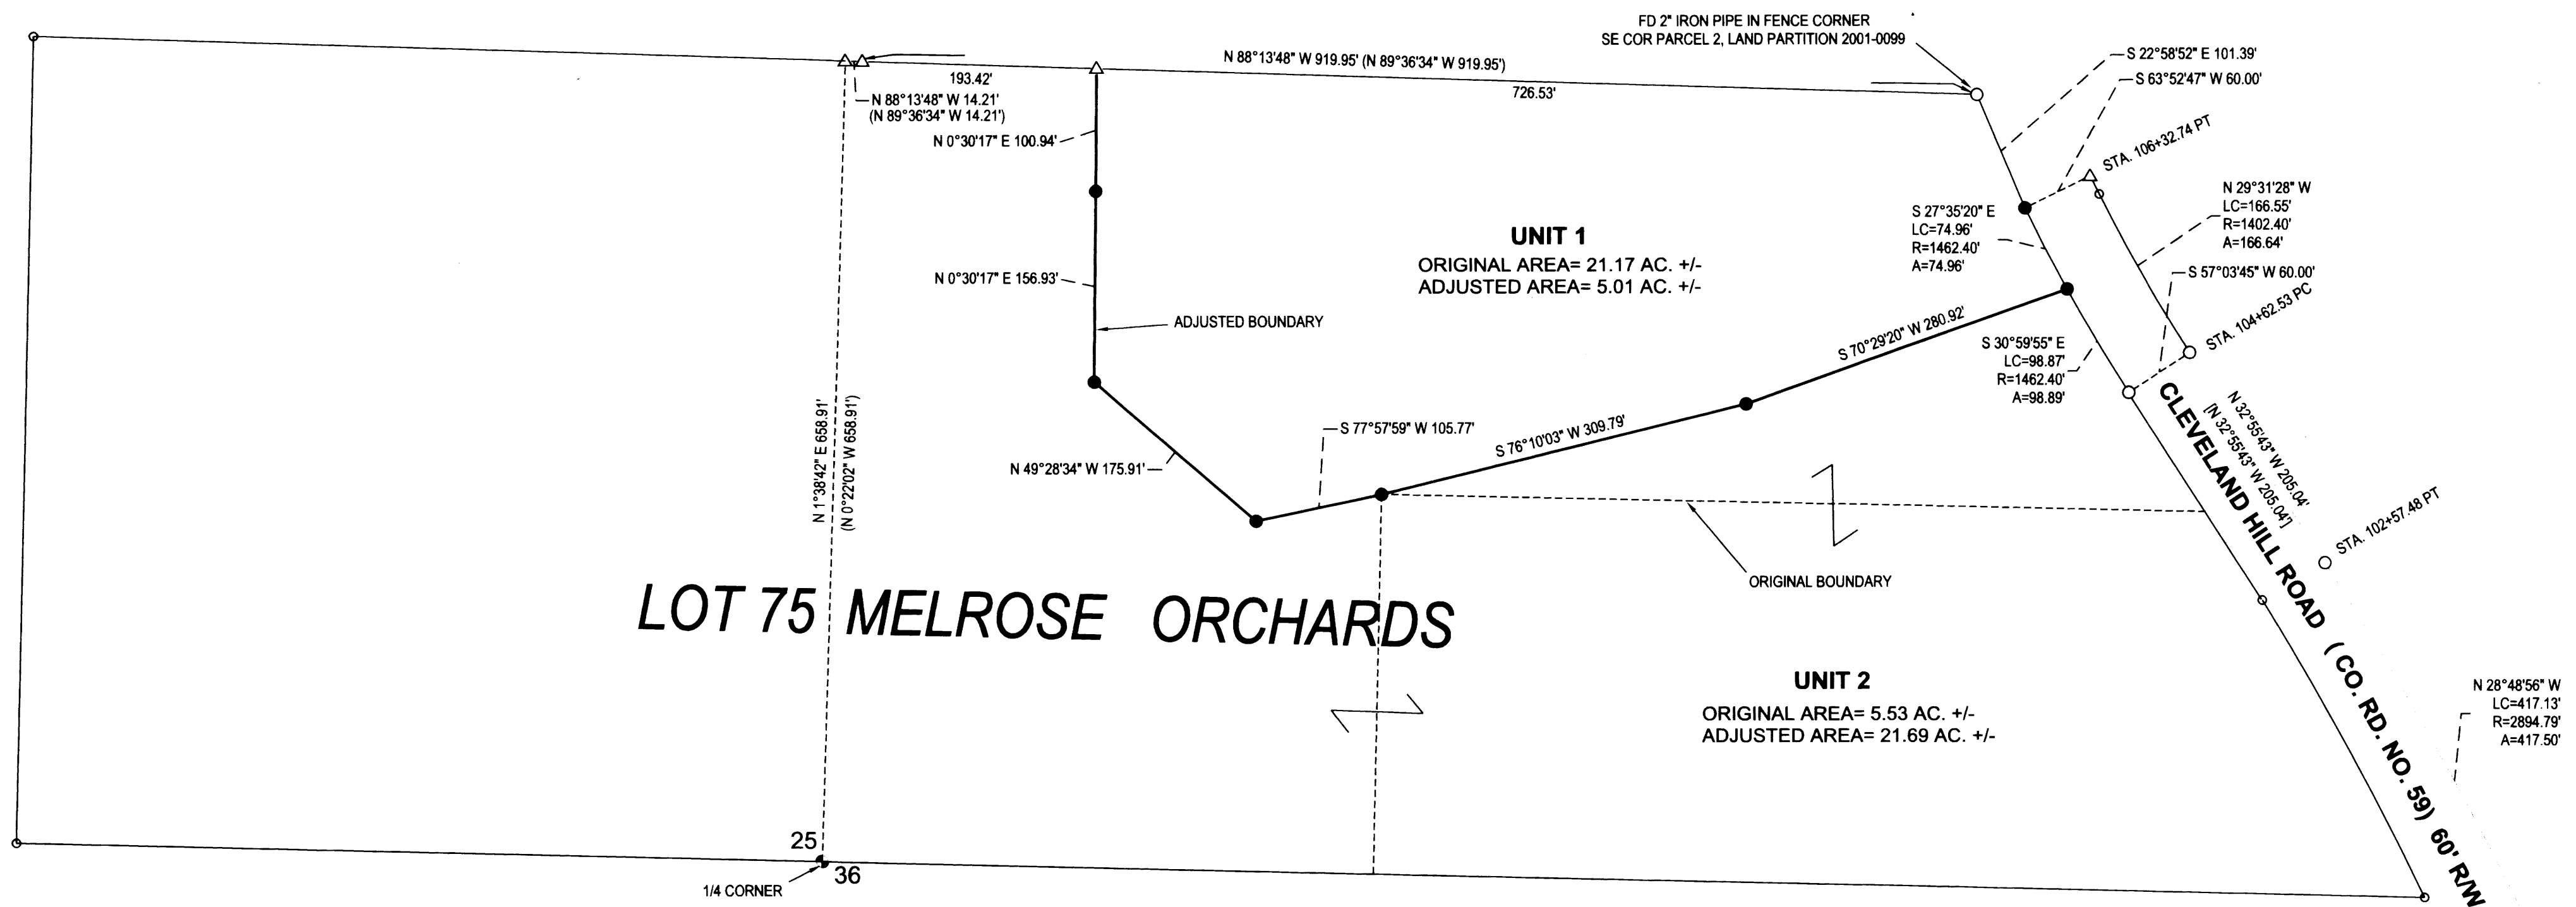 FD 2" IRON PIPE IN FENCE CORNER
SE COR PARCEL 2, LAND PARTITION 2001-0099
N 88°13'48" W 919.95' (N 89°36'34" W 919.95')
193.42'
726.53'
N 88°13'48" W 14.21'
(N 89°36'34" W 14.21')
S 22°58'52" E 101.39'
S 63°52'47" W 60.00'
N 0°30'17" E 100.94'
STA. 106+32.74 PT
N 29°31'28" W
LC=166.55'
R=1402.40'
A=166.64'
S 27°35'20" E
LC=74.96'
R=1462.40'
A=74.96'
UNIT 1
ORIGINAL AREA= 21.17 AC. +/-
ADJUSTED AREA= 5.01 AC. +/-
N 0°30'17" E 156.93'
S 57°03'45" W 60.00'
STA. 104+62.53 PC
ADJUSTED BOUNDARY
S 70°29'20" W 280.92'
S 30°59'55" E
LC=98.87'
R=1462.40'
A=98.89'
N 1°38'42" E 658.91'
(N 0°22'02" W 658.91')
S 77°57'59" W 105.77'
S 76°10'03" W 309.79'
N 49°28'34" W 175.91'
N 32°55'43" W 205.04'
[N 32°55'43" W 205.04']
CLEVELAND HILL ROAD ( CO. RD. NO. 59) 60' R/W
STA. 102+57.48 PT
ORIGINAL BOUNDARY
LOT 75 MELROSE ORCHARDS
UNIT 2
ORIGINAL AREA= 5.53 AC. +/-
ADJUSTED AREA= 21.69 AC. +/-
N 28°48'56" W
LC=417.13'
R=2894.79'
A=417.50'
25
36
1/4 CORNER